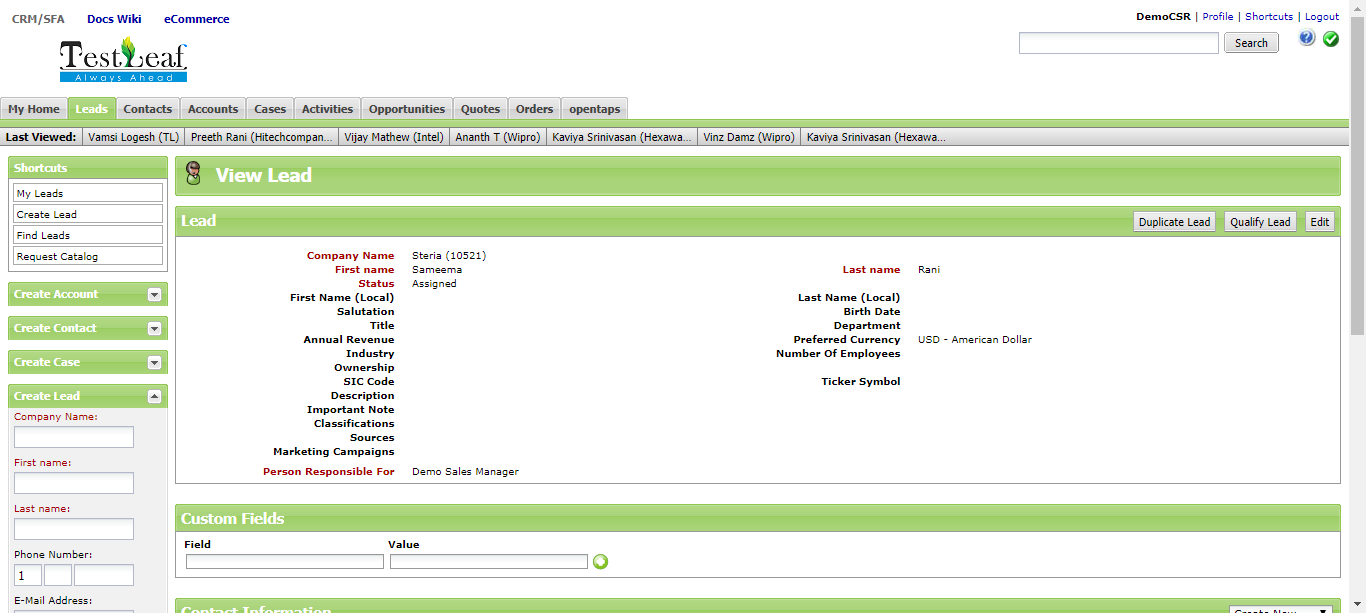 CRM/SFA Docs Wiki eCommerce
DemoCSR | Profile | Shortcuts | Logout
Search
TestLeaf
Always Ahead
My Home Leads Contacts Accounts Cases Activities Opportunities Quotes Orders opentaps
Last Viewed: Vamsi Logesh (TL) Preeth Rani (Hitechcompan... Vijay Mathew (Intel) Ananth T (Wipro) Kaviya Srinivasan (Hexawa... Vinz Damz (Wipro) Kaviya Srinivasan (Hexawa...
Shortcuts
My Leads
Create Lead
Find Leads
Request Catalog
Create Account
Create Contact
Create Case
Create Lead
Company Name:
First name:
Last name:
Phone Number:
1
E-Mail Address:
View Lead
Lead
Duplicate Lead Qualify Lead Edit
Company Name Steria (10521)
First name Sameema Last name Rani
Status Assigned
First Name (Local) Last Name (Local)
Salutation Birth Date
Title Department
Annual Revenue Preferred Currency USD - American Dollar
Industry Number Of Employees
Ownership
SIC Code Ticker Symbol
Description
Important Note
Classifications
Sources
Marketing Campaigns
Person Responsible For Demo Sales Manager
Custom Fields
Field Value
Contact Information Create New